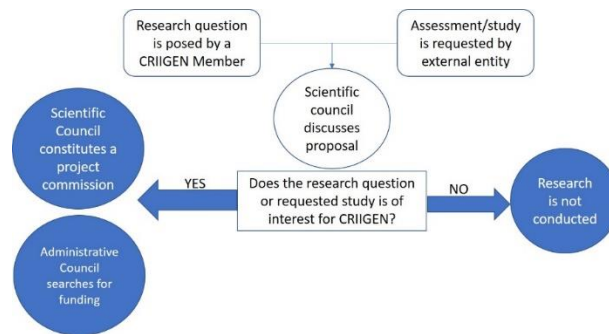 Research question
is posed by a
CRIIGEN Member
Assessment/study
is requested by
external entity
Scientific
council
discusses
proposal
Scientific
Council
constitutes a
project
commission
YES
Does the research question
or requested study is of
interest for CRIIGEN?
NO
Research
is not
conducted
Administrative
Council
searches for
funding